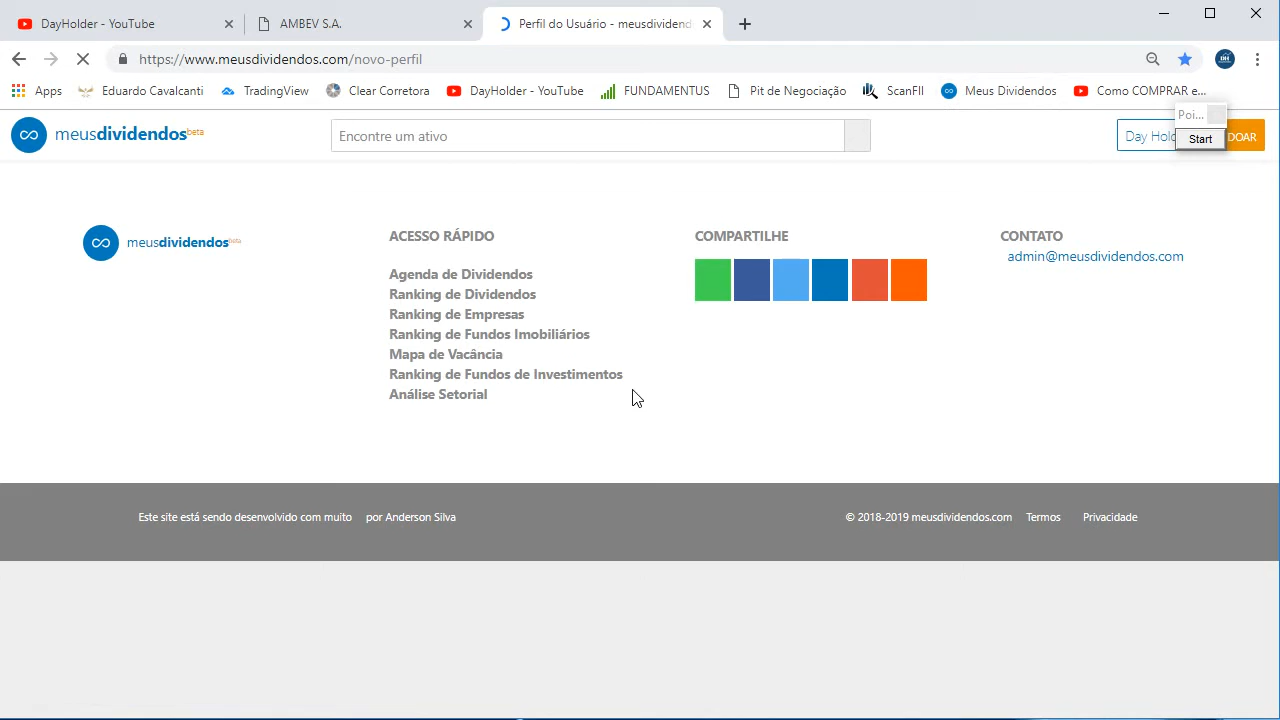 DayHolder - YouTube
AMBEV S.A.
Perfil do Usuário - meusdividend
https://www.meusdividendos.com/novo-perfil
Apps
Eduardo Cavalcanti
TradingView
Clear Corretora
DayHolder - YouTube
FUNDAMENTUS
Pit de Negociação
ScanFII
Meus Dividendos
Como COMPRAR e...
meusdividendosbeta
Encontre um ativo
Day Hol
Poi...
Start
DOAR
meusdividendosbeta
ACESSO RÁPIDO
Agenda de Dividendos
Ranking de Dividendos
Ranking de Empresas
Ranking de Fundos Imobiliários
Mapa de Vacância
Ranking de Fundos de Investimentos
Análise Setorial
COMPARTILHE
CONTATO
admin@meusdividendos.com
Este site está sendo desenvolvido com muito por Anderson Silva
© 2018-2019 meusdividendos.com Termos Privacidade